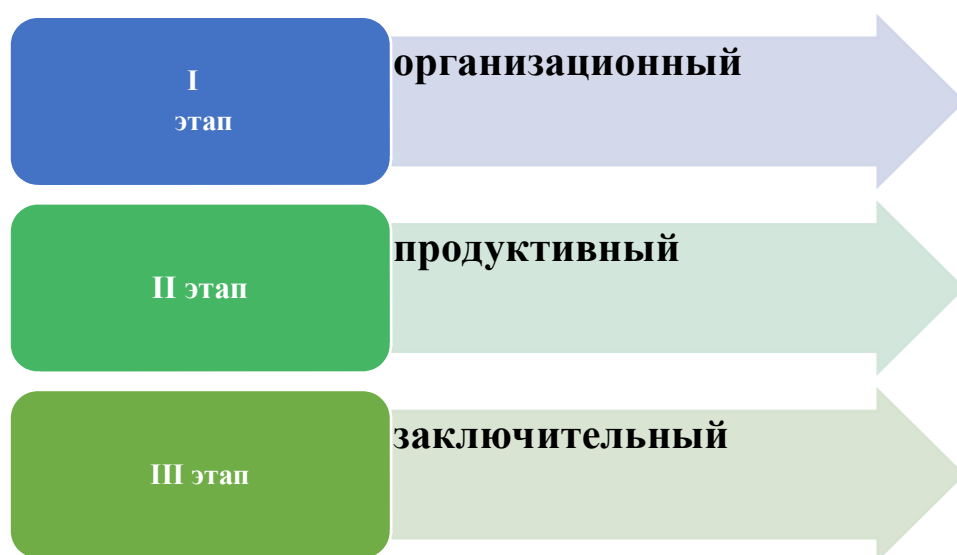 I
этап
организационный
II этап
продуктивный
III этап
заключительный